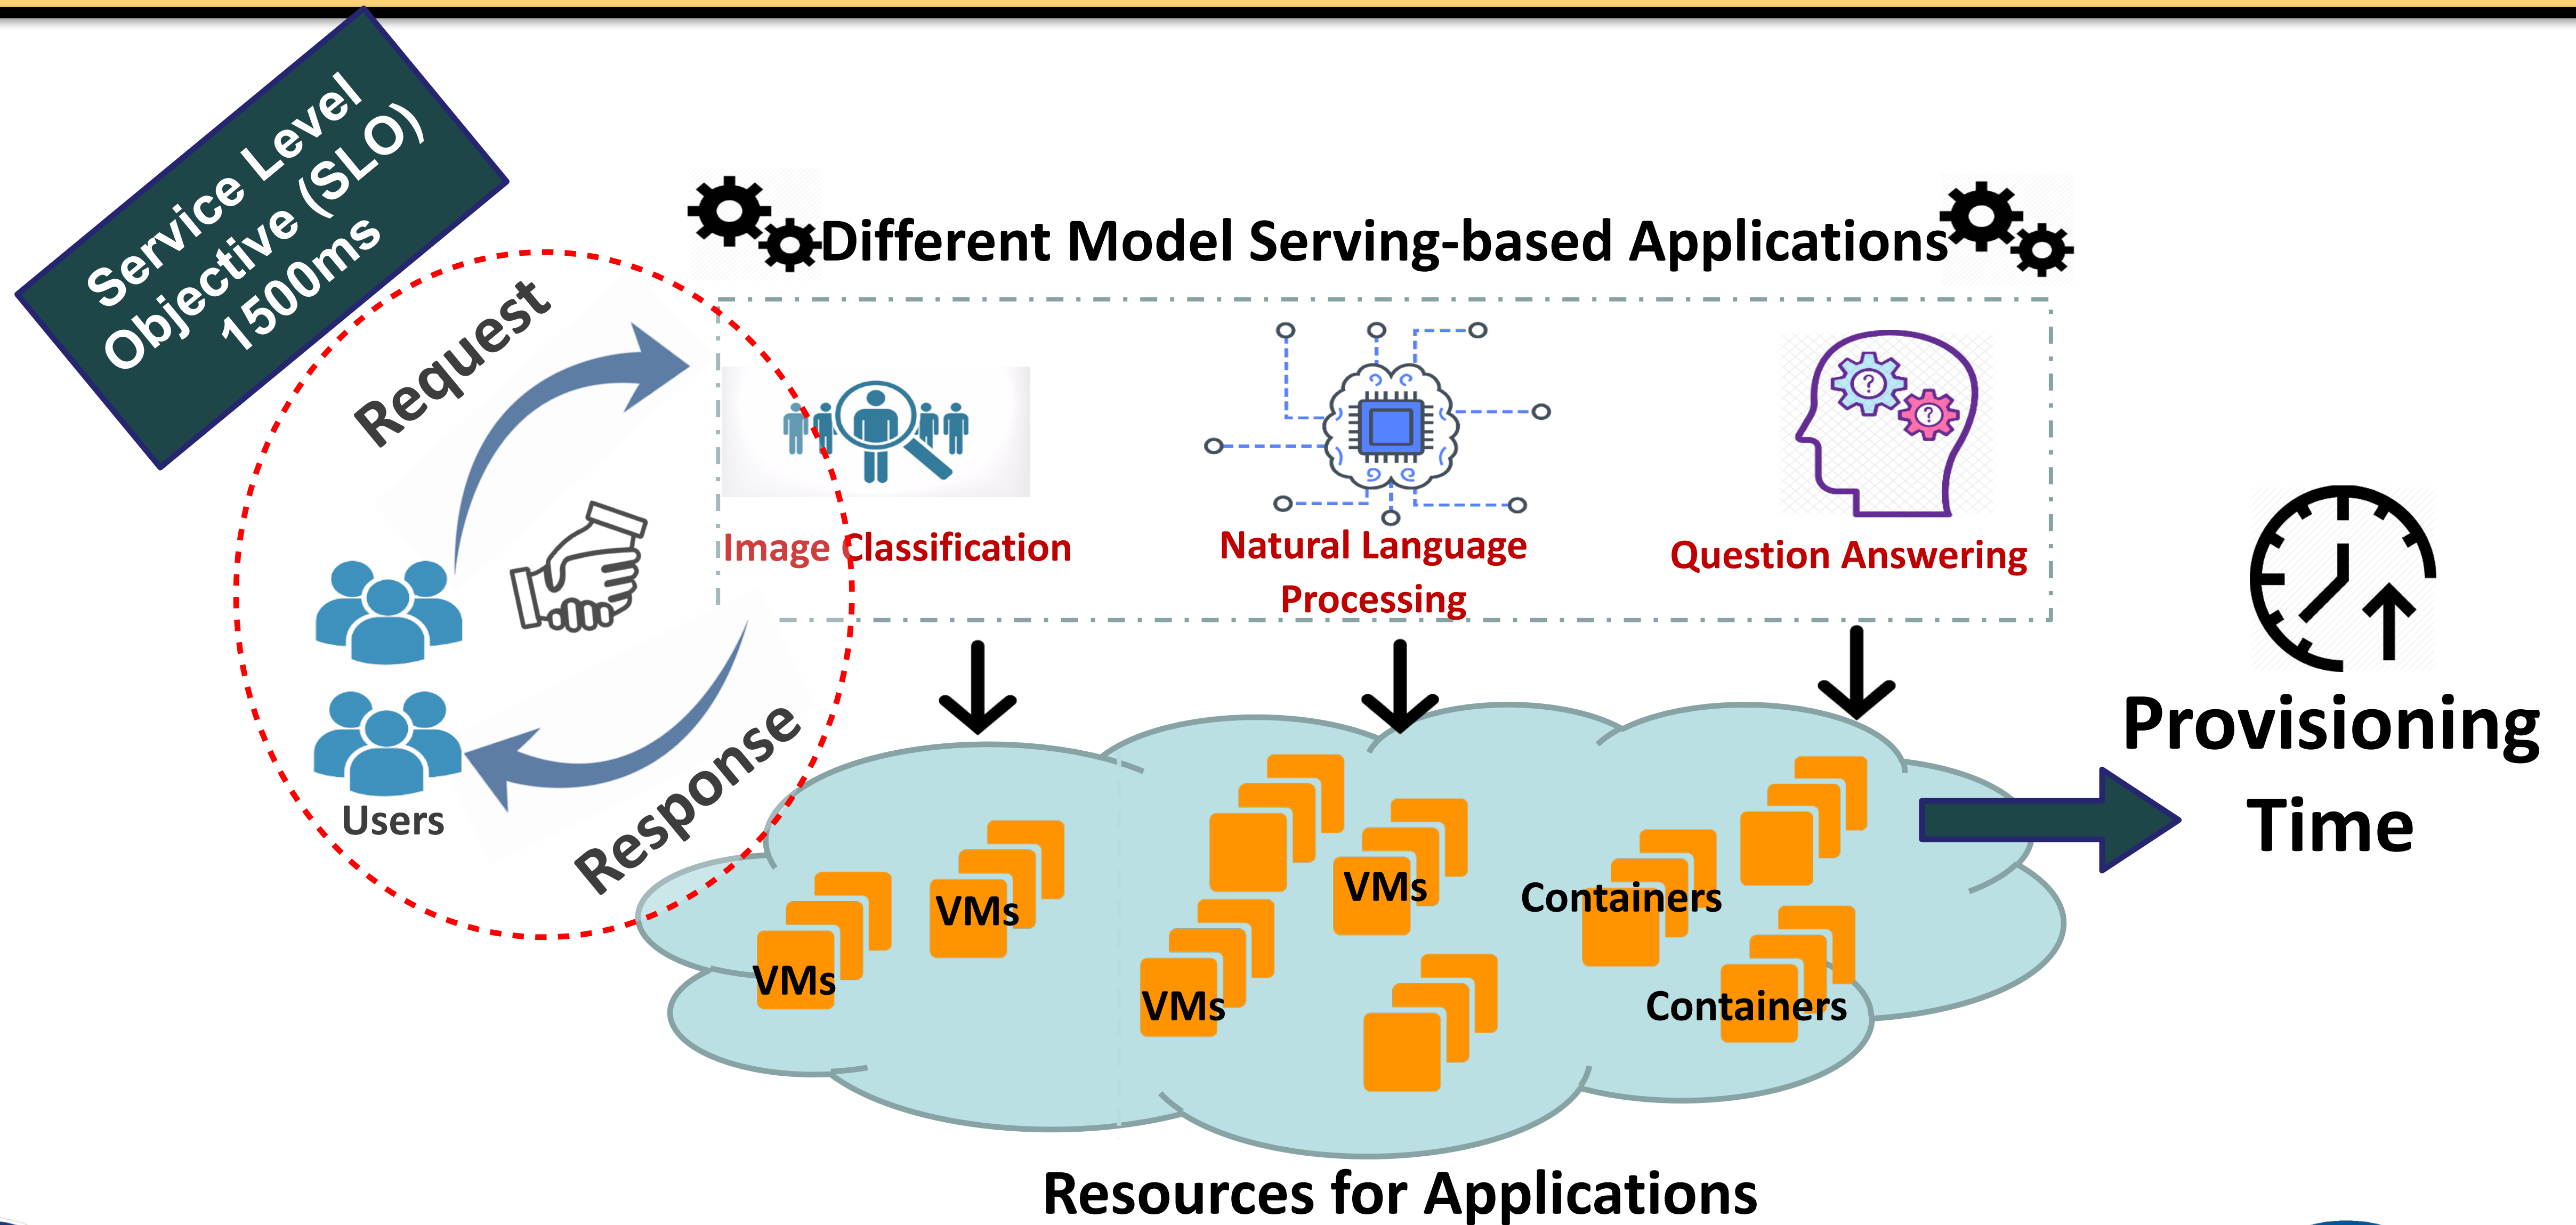 Service Level
Objective (SLO)
1500ms
Different Model Serving-based Applications
Request
Image Classification
Natural Language
Processing
Question Answering
? ?
Users
Response
Provisioning
Time
VMs
VMs
VMs
VMs
Containers
Containers
Resources for Applications